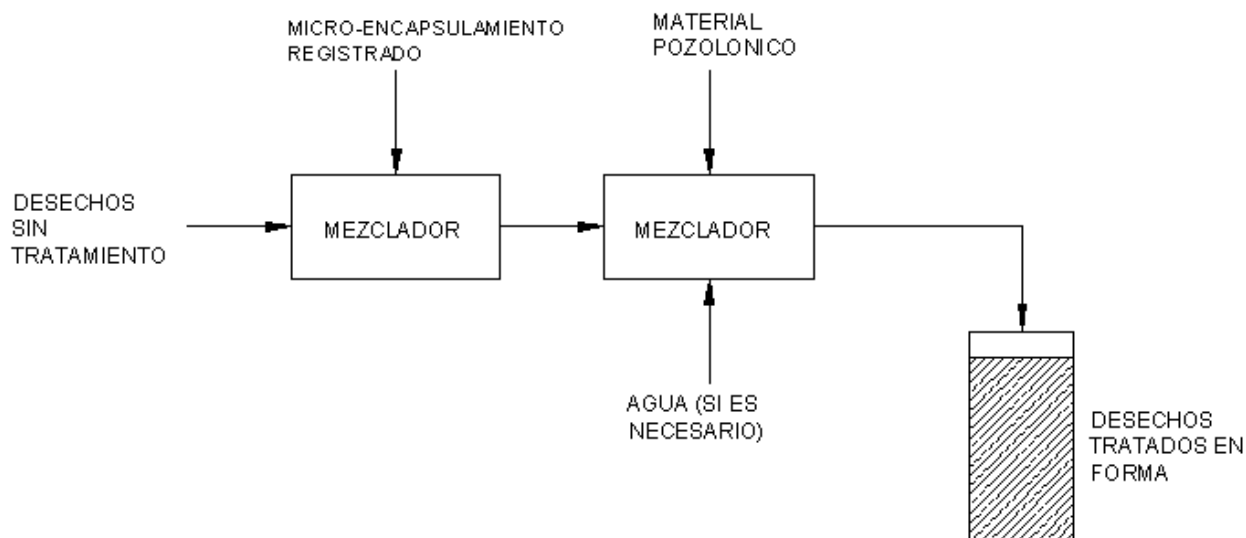 MICRO-ENCAPSULAMIENTO
REGISTRADO
MATERIAL
POZOLONICO
DESECHOS
SIN
TRATAMIENTO
MEZCLADOR
MEZCLADOR
AGUA (SI ES
NECESARIO)
DESECHOS
TRATADOS EN
FORMA